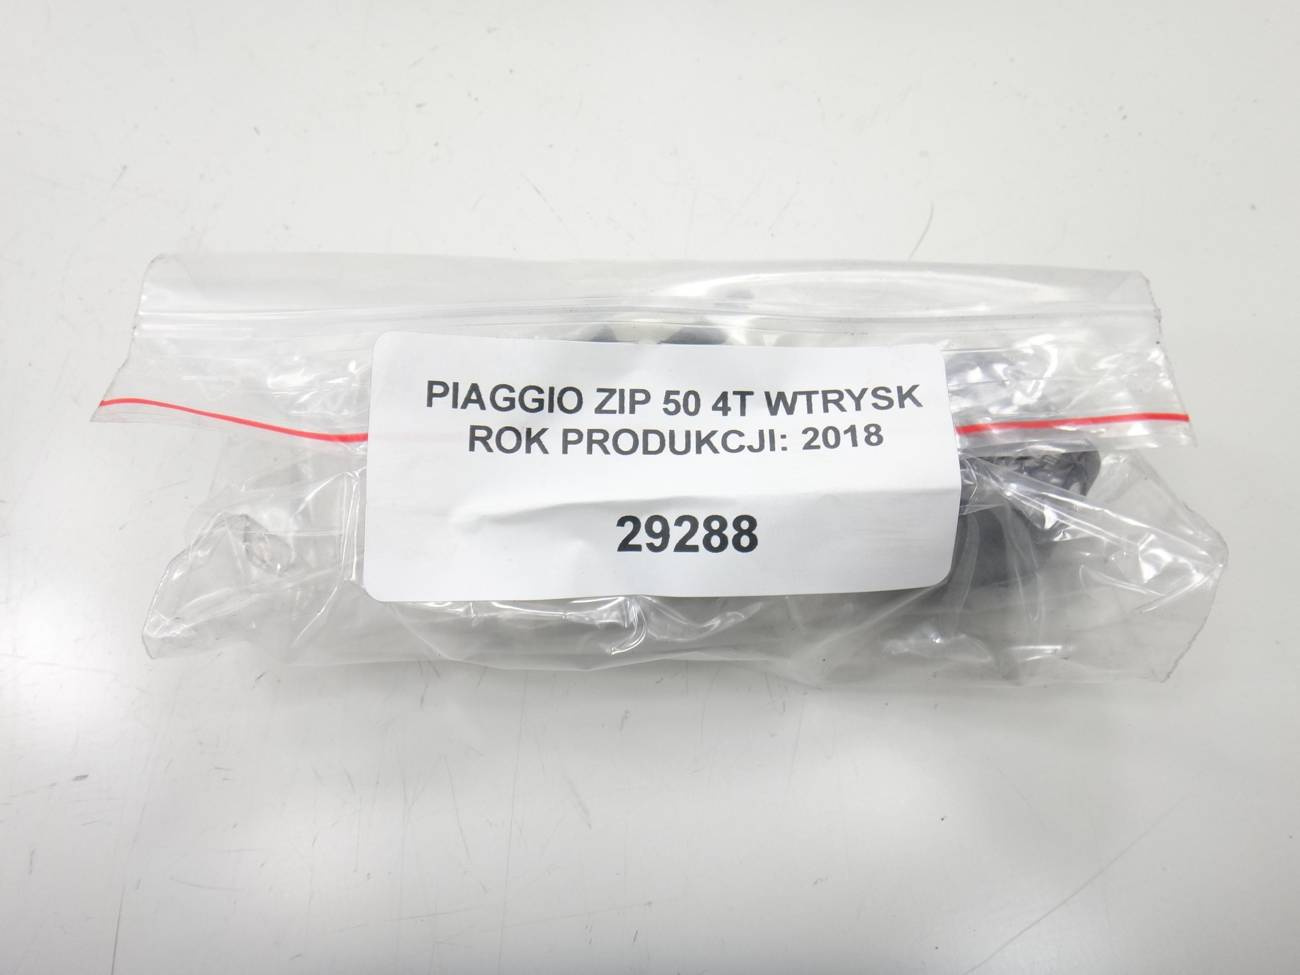 PIAGGIO ZIP 50 4T WTRYSK
ROK PRODUKCJI: 2018
29288